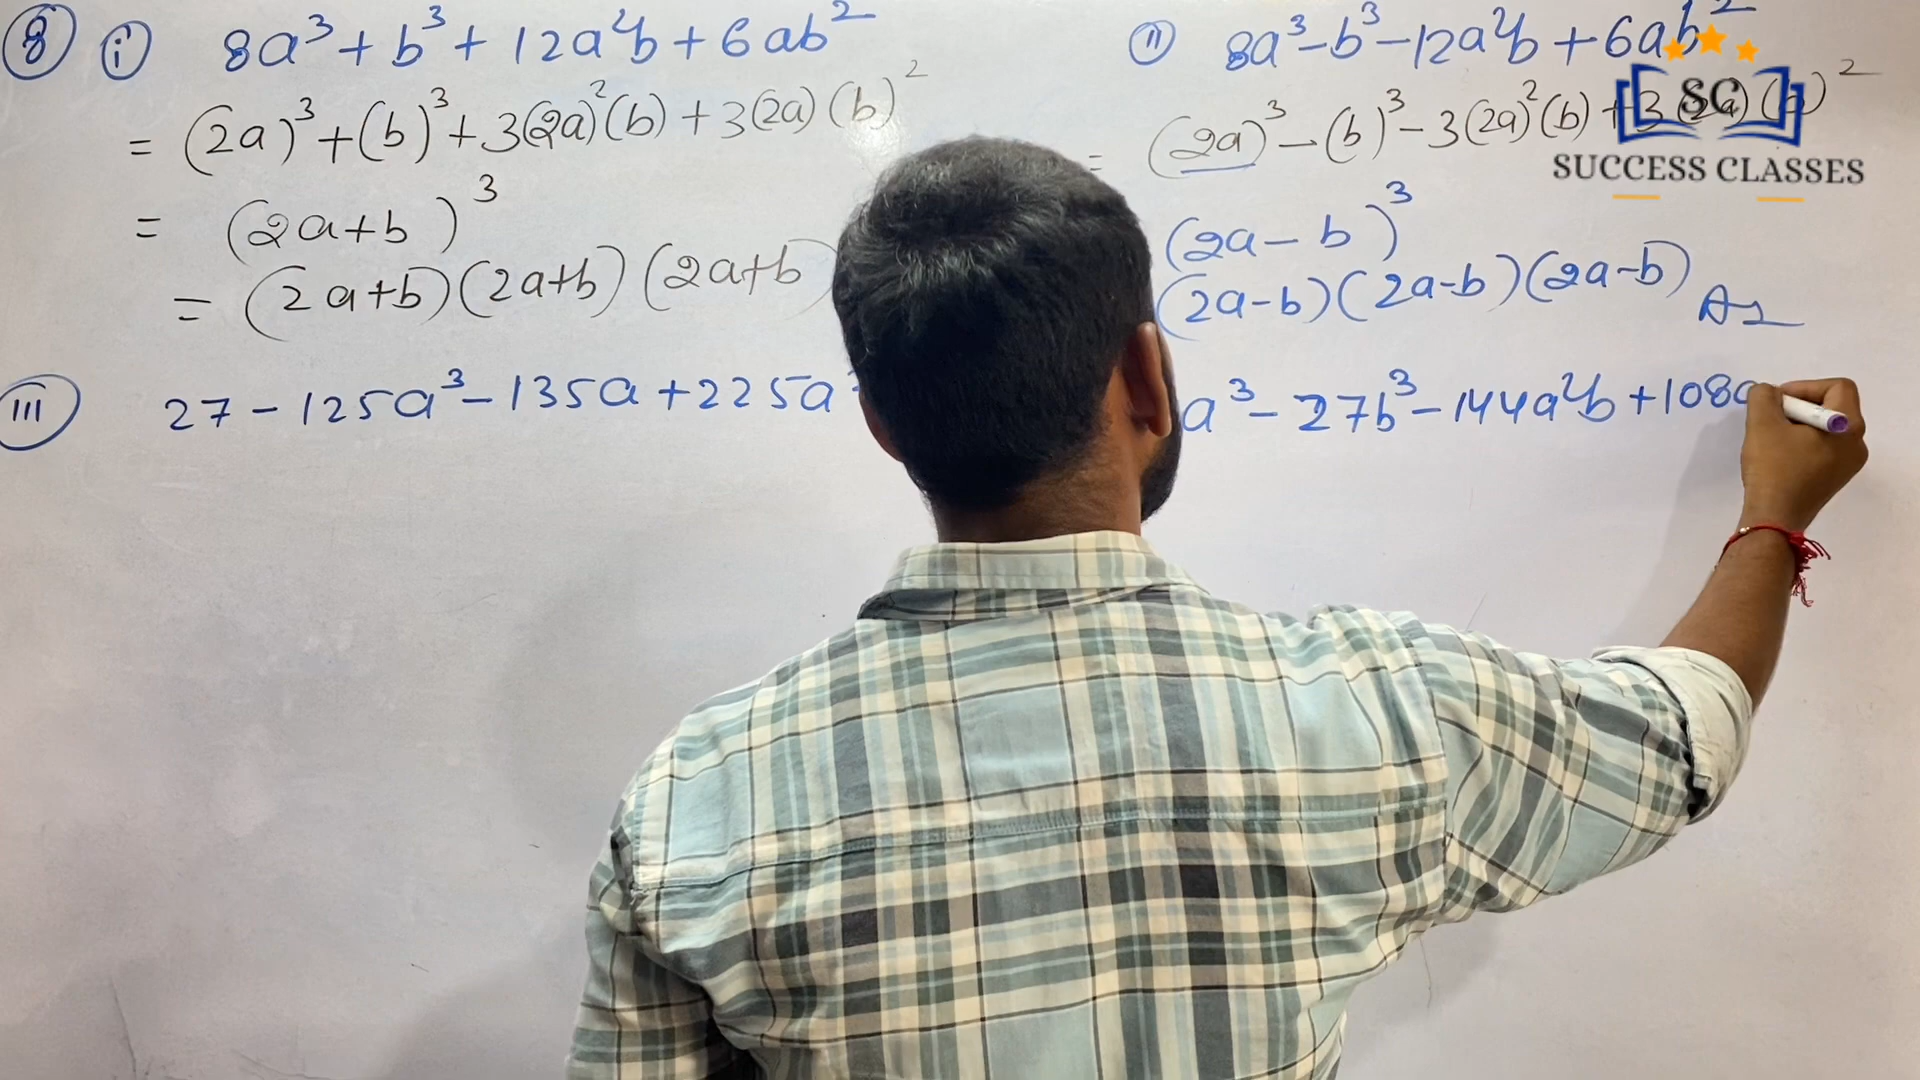 8 i 8a³ + b³ + 12a²b + 6ab²
= (2a)³ + (b)³ + 3(2a)²(b) + 3(2a)(b)²
= (2a+b)³
= (2a+b)(2a+b)(2a+b
II 8a³ - b³ - 12a²b + 6ab²
= (2a)³ - (b)³ - 3(2a)²(b) + 3(2a)(b)²
(2a - b)³
(2a-b)(2a-b)(2a-b)
SC
SUCCESS CLASSES
III 27 - 125a³ - 135a + 225a
a³ - 27b³ - 144a²b + 108a